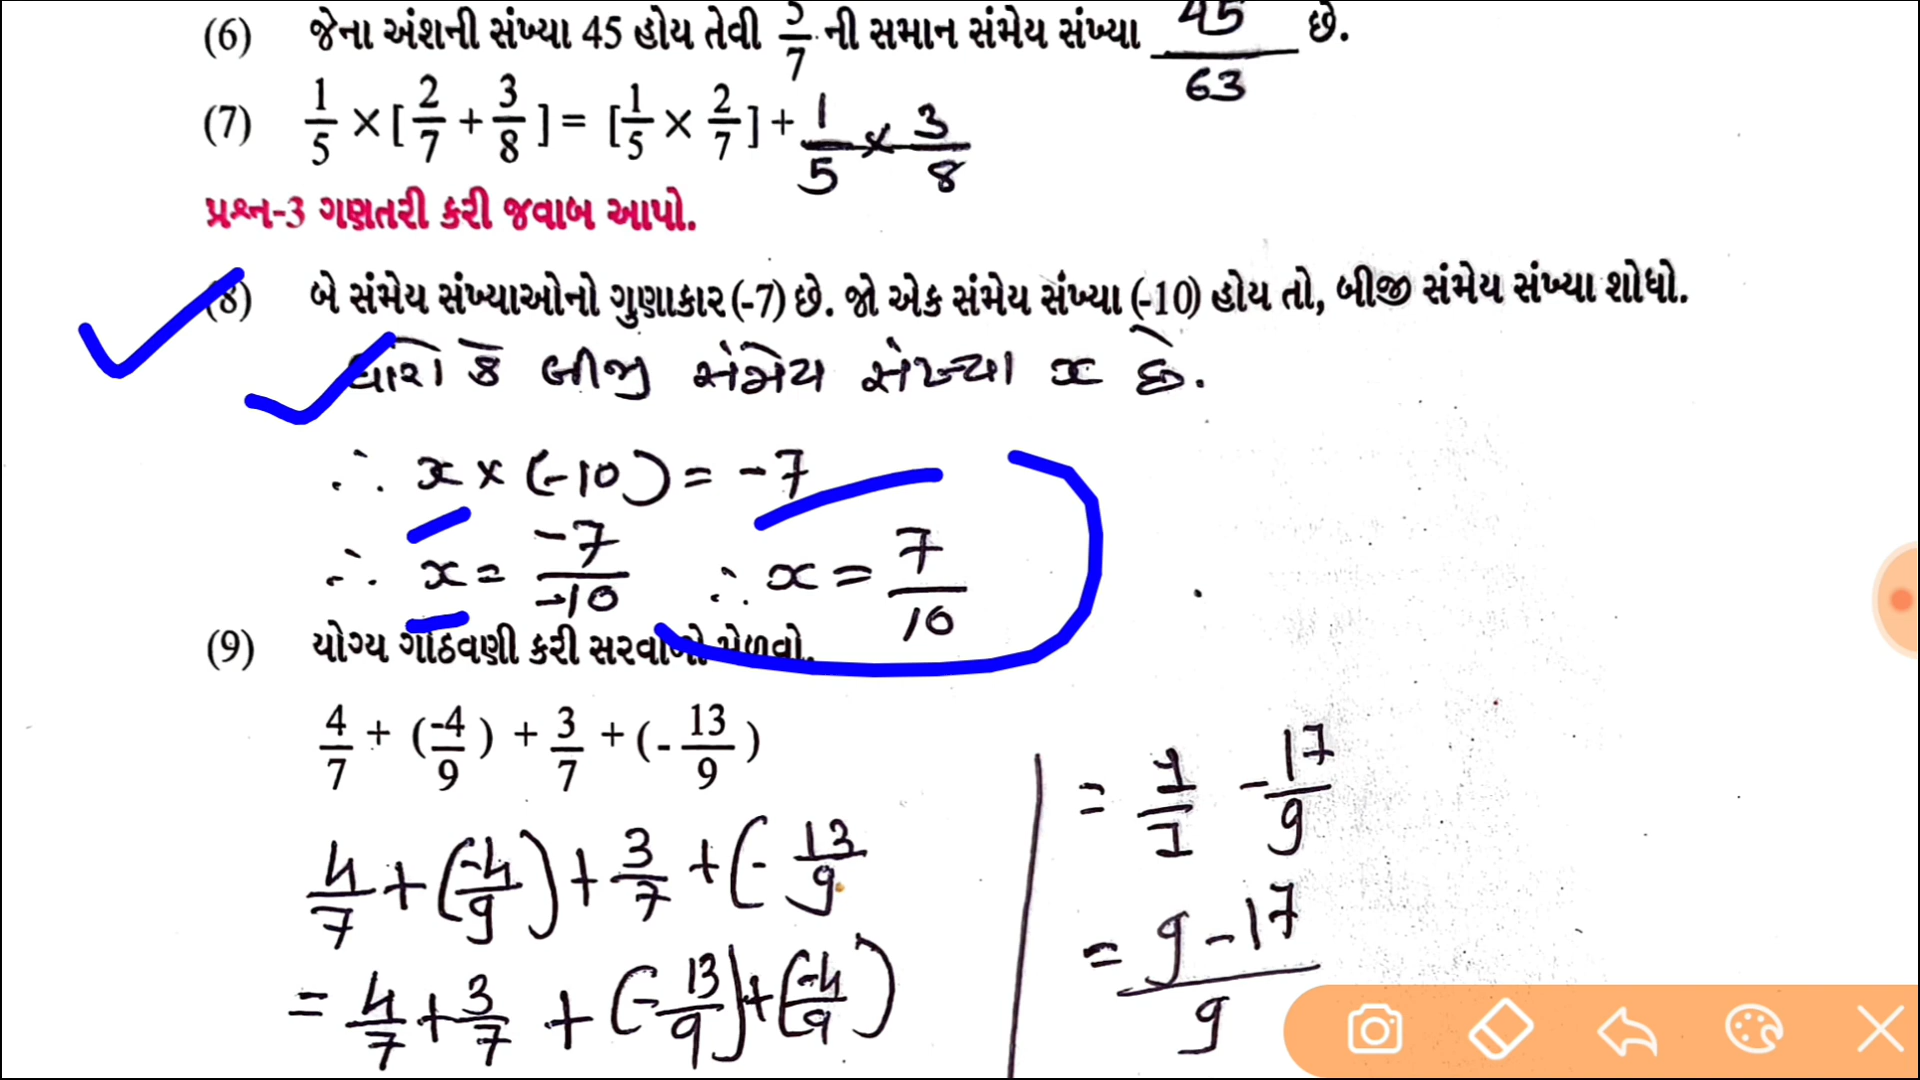 (6) જેના અંશની સંખ્યા 45 હોય તેવી 5/7 ની સમાન સંમેય સંખ્યા 45/63 છે.
(7) 1/5 × [ 2/7 + 3/8 ] = [ 1/5 × 2/7 ] + 1/5 × 3/8
પ્રશ્ન-3 ગણતરી કરી જવાબ આપો.
(8) બે સંમેય સંખ્યાઓનો ગુણાકાર (-7) છે. જો એક સંમેય સંખ્યા (-10) હોય તો, બીજી સંમેય સંખ્યા શોધો.
ધારો કે બીજી સંમેય સંખ્યા x છે.
∴ x × (-10) = -7
∴ x = -7/-10 ∴ x = 7/10
(9) યોગ્ય ગોઠવણી કરી સરવાળો મેળવો.
4/7 + (-4/9) + 3/7 + (- 13/9)
4/7 + (-4/9) + 3/7 + (- 13/9
= 4/7 + 3/7 + (- 13/9) + (-4/9)
= 1/1 - 17/9
= 9-17/9